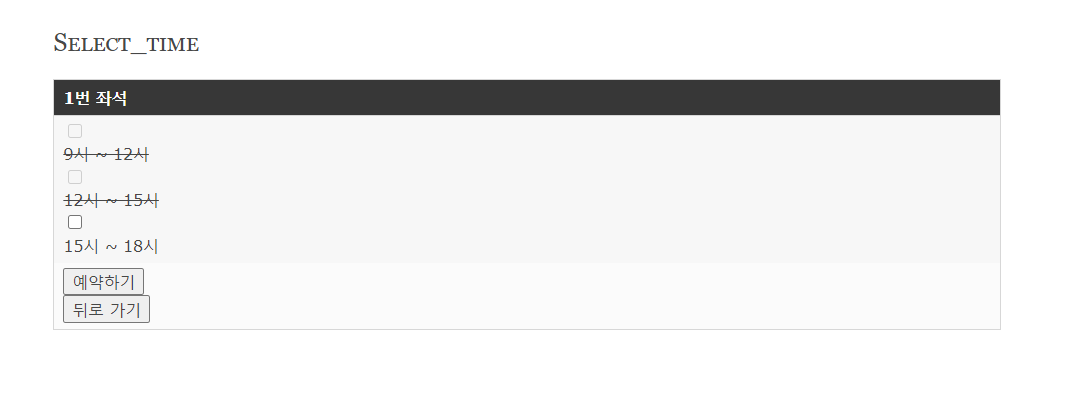 Select_time
1번 좌석
9시 ~ 12시
12시 ~ 15시
15시 ~ 18시
예약하기
뒤로 가기